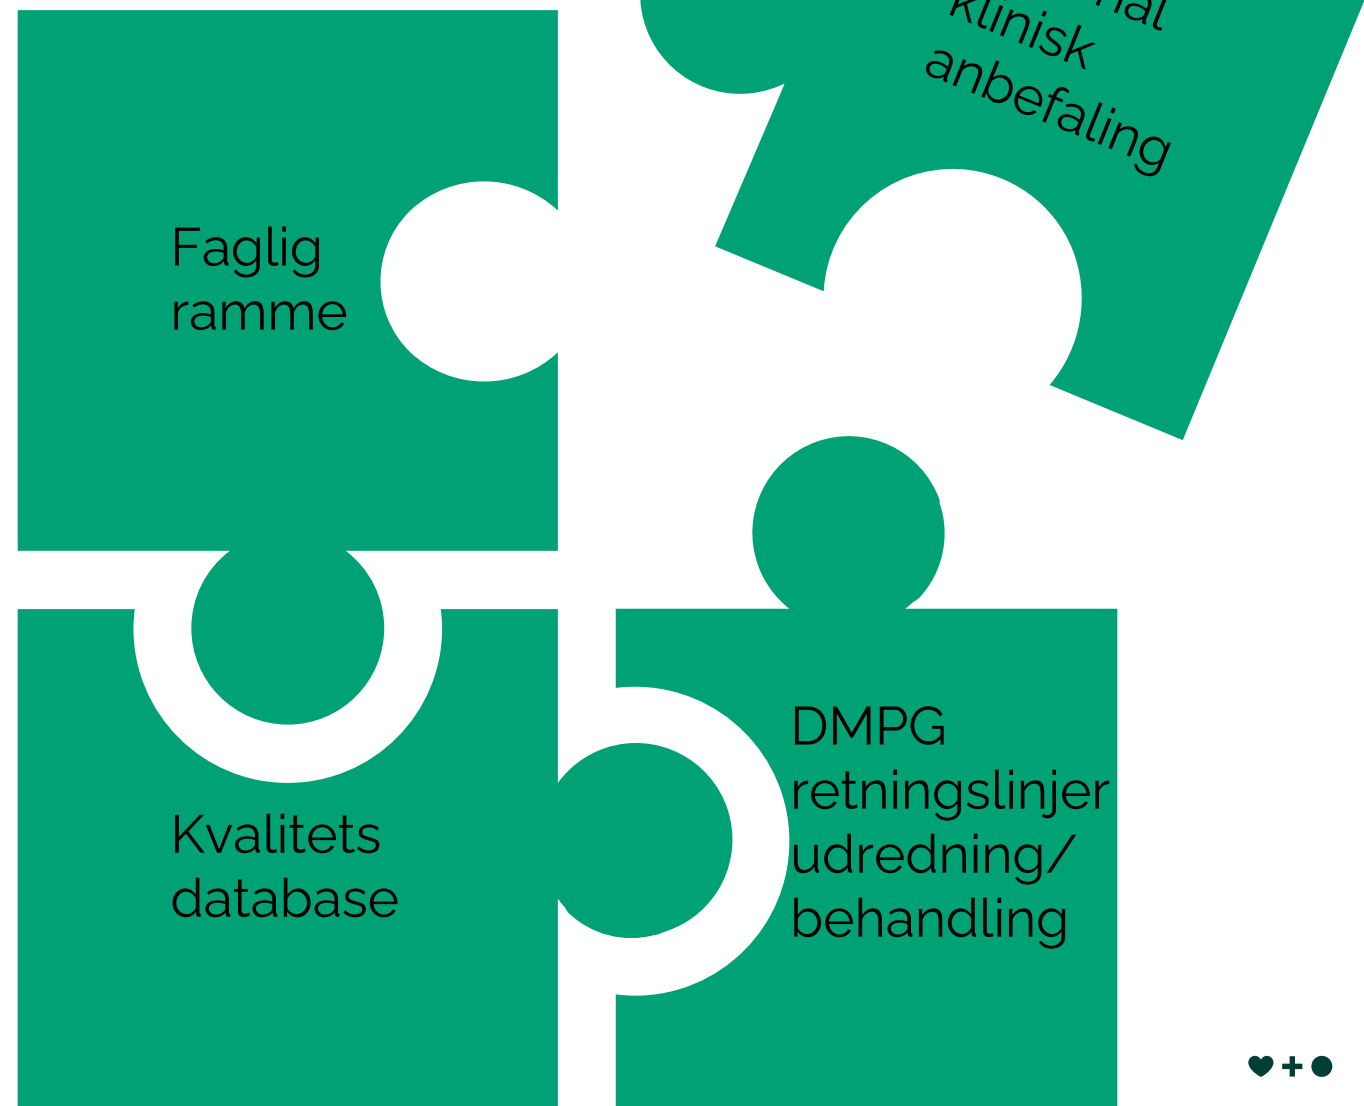 klinisk
anbefaling
Faglig
ramme
Kvalitets
database
DMPG
retningslinjer
udredning/
behandling